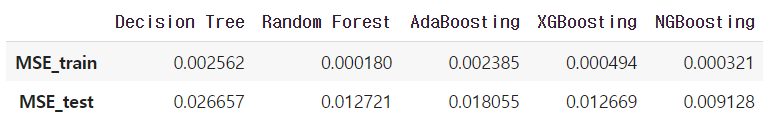 Decision Tree Random Forest AdaBoosting XGBoosting NGBoosting
MSE_train 0.002562 0.000180 0.002385 0.000494 0.000321
MSE_test 0.026657 0.012721 0.018055 0.012669 0.009128